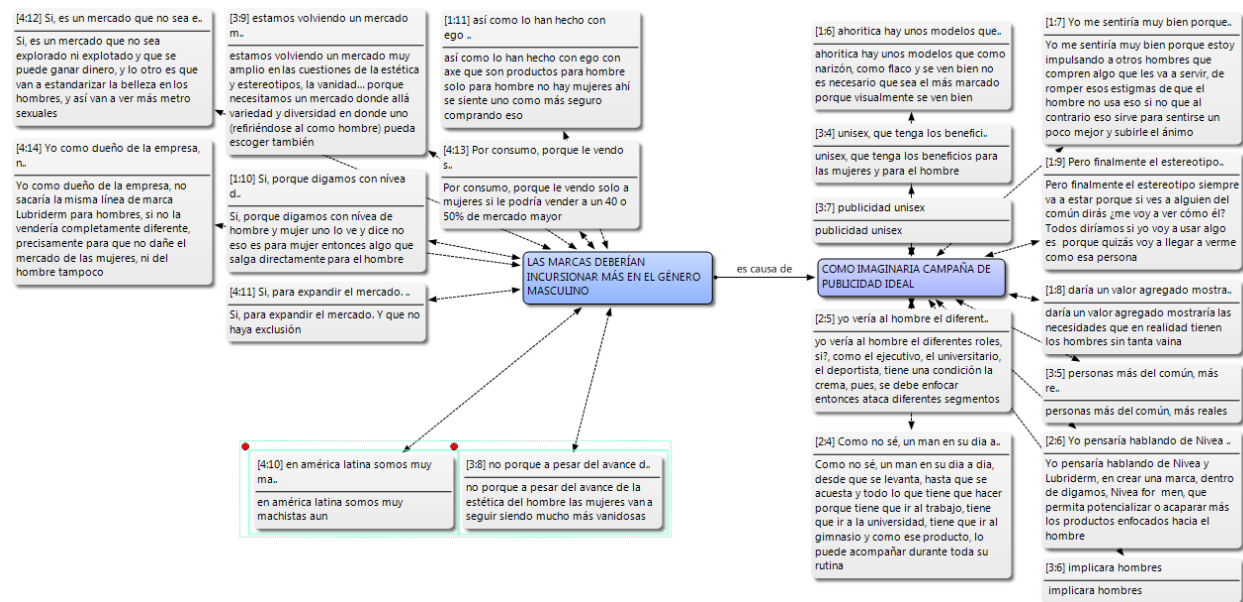 [4:12] Si, es un mercado que no sea e..
Si, es un mercado que no sea
explorado ni explotado y que se
puede ganar dinero, y lo otro es que
van a estandarizar la belleza en los
hombres, y así van a ver más metro
sexuales
[3:9] estamos volviendo un mercado
m..
estamos volviendo un mercado muy
amplio en las cuestiones de la estética
y estereotipos, la vanidad... porque
necesitamos un mercado donde allá
variedad y diversidad en donde uno
(refiriéndose al como hombre) pueda
escoger también
[1:11] así como lo han hecho con
ego ..
así como lo han hecho con ego con
axe que son productos para hombre
solo para hombre no hay mujeres ahí
se siente uno como más seguro
comprando eso
[4:14] Yo como dueño de la empresa,
n..
Yo como dueño de la empresa, no
sacaría la misma línea de marca
Lubriderm para hombres, si no la
vendería completamente diferente,
precisamente para que no dañe el
mercado de las mujeres, ni del
hombre tampoco
[1:10] Si, porque digamos con nívea
d..
Si, porque digamos con nívea de
hombre y mujer uno lo ve y dice no
eso es para mujer entonces algo que
salga directamente para el hombre
[4:13] Por consumo, porque le vendo
s..
Por consumo, porque le vendo solo a
mujeres si le podría vender a un 40 o
50% de mercado mayor
[4:11] Si, para expandir el mercado. ..
Si, para expandir el mercado. Y que no
haya exclusión
LAS MARCAS DEBERÍAN
INCURSIONAR MÁS EN EL GÉNERO
MASCULINO
es causa de
COMO IMAGINARIA CAMPAÑA DE
PUBLICIDAD IDEAL
[4:10] en américa latina somos muy
ma..
en américa latina somos muy
machistas aun
[3:8] no porque a pesar del avance d..
no porque a pesar del avance de la
estética del hombre las mujeres van a
seguir siendo mucho más vanidosas
[1:6] ahoritica hay unos modelos que..
ahoritica hay unos modelos que como
narizón, como flaco y se ven bien no
es necesario que sea el más marcado
porque visualmente se ven bien
[3:4] unisex, que tenga los benefici..
unisex, que tenga los beneficios para
las mujeres y para el hombre
[3:7] publicidad unisex
publicidad unisex
[1:7] Yo me sentiría muy bien porque..
Yo me sentiría muy bien porque estoy
impulsando a otros hombres que
compren algo que les va a servir, de
romper esos estigmas de que el
hombre no usa eso si no que al
contrario eso sirve para sentirse un
poco mejor y subirle el ánimo
[1:9] Pero finalmente el estereotipo..
Pero finalmente el estereotipo siempre
va a estar porque si ves a alguien del
común dirás ¿me voy a ver cómo él?
Todos diríamos si yo voy a usar algo
es porque quizás voy a llegar a verme
como esa persona
[2:5] yo vería al hombre el diferent..
yo vería al hombre el diferentes roles,
si?, como el ejecutivo, el universitario,
el deportista, tiene una condición la
crema, pues, se debe enfocar
entonces ataca diferentes segmentos
[1:8] daría un valor agregado mostra..
daría un valor agregado mostraría las
necesidades que en realidad tienen
los hombres sin tanta vaina
[3:5] personas más del común, más
re..
personas más del común, más reales
[2:4] Como no sé, un man en su dia a..
Como no sé, un man en su dia a dia,
desde que se levanta, hasta que se
acuesta y todo lo que tiene que hacer
porque tiene que ir al trabajo, tiene
que ir a la universidad, tiene que ir al
gimnasio y como ese producto, lo
puede acompañar durante toda su
rutina
[2:6] Yo pensaría hablando de Nivea ..
Yo pensaría hablando de Nivea y
Lubriderm, en crear una marca, dentro
de digamos, Nivea for men, que
permita potencializar o acaparar más
los productos enfocados hacia el
hombre
[3:6] implicara hombres
implicara hombres